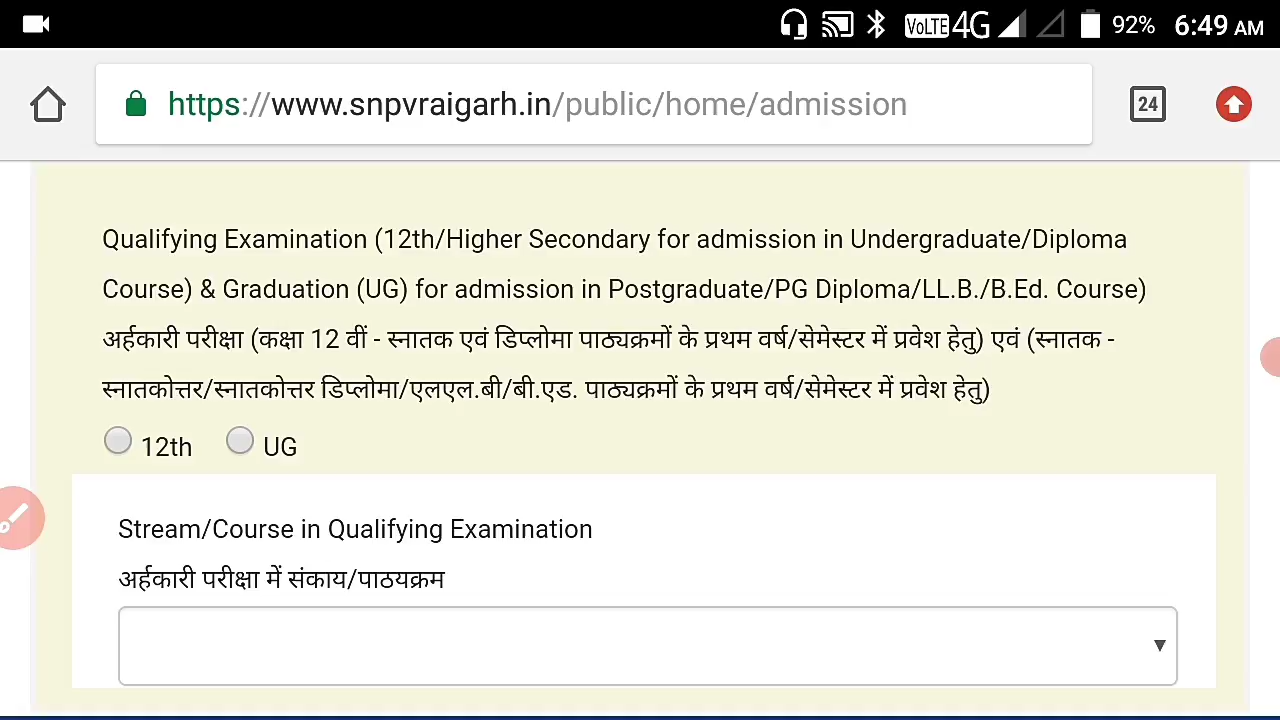 VoLTE 4G 92% 6:49 AM
https://www.snpvraigarh.in/public/home/admission 24
Qualifying Examination (12th/Higher Secondary for admission in Undergraduate/Diploma
Course) & Graduation (UG) for admission in Postgraduate/PG Diploma/LL.B./B.Ed. Course)
अर्हकारी परीक्षा (कक्षा 12 वीं - स्नातक एवं डिप्लोमा पाठ्यक्रमों के प्रथम वर्ष/सेमेस्टर में प्रवेश हेतु) एवं (स्नातक -
स्नातकोत्तर/स्नातकोत्तर डिप्लोमा/एलएल.बी/बी.एड. पाठ्यक्रमों के प्रथम वर्ष/सेमेस्टर में प्रवेश हेतु)
12th UG
Stream/Course in Qualifying Examination
अर्हकारी परीक्षा में संकाय/पाठयक्रम